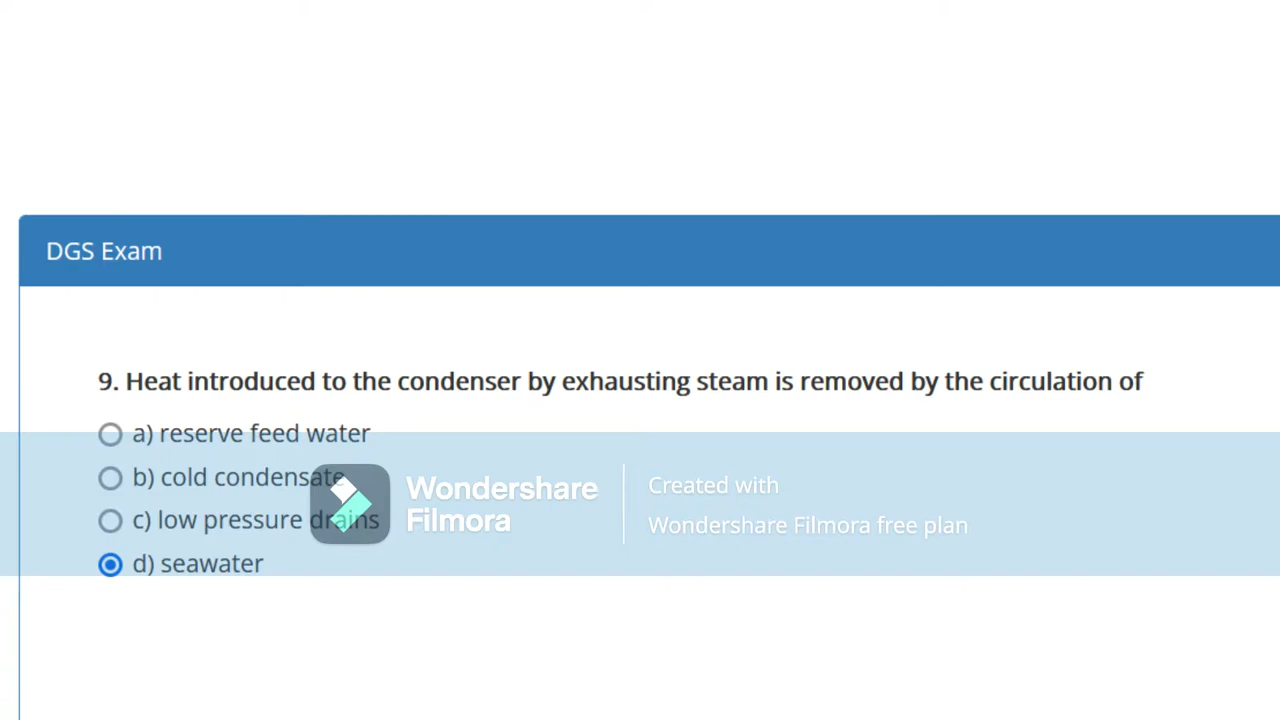 DGS Exam
9. Heat introduced to the condenser by exhausting steam is removed by the circulation of
a) reserve feed water
b) cold condensate
c) low pressure drains
d) seawater
Wondershare
Filmora
Created with
Wondershare Filmora free plan